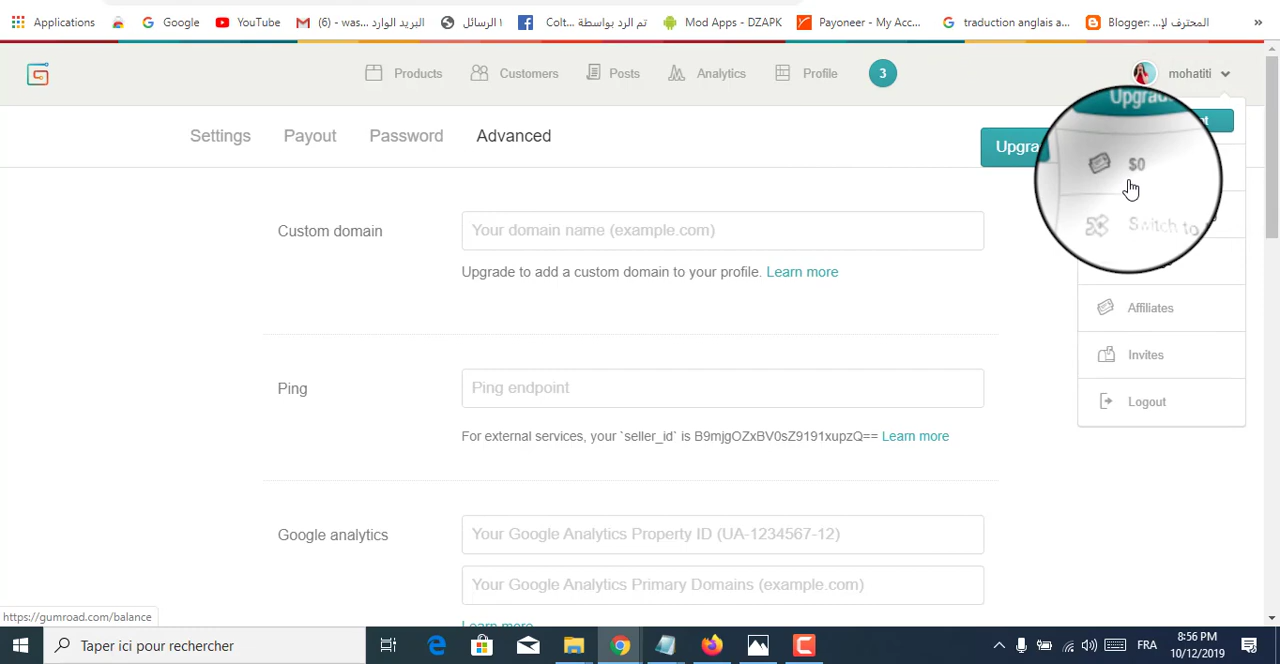 Applications
Google
YouTube
(6) - was... البريد الوارد
١ الرسائل...
Colt... تم الرد بواسطة
Mod Apps - DZAPK
Payoneer - My Acc...
traduction anglais a...
Blogger: ...المحترف لإ
»
Products
Customers
Posts
Analytics
Profile
3
mohatiti
Settings
Payout
Password
Advanced
Upgra
Upgrad
$0
Switch to
Affiliates
Invites
Logout
Custom domain
Your domain name (example.com)
Upgrade to add a custom domain to your profile. Learn more
Ping
Ping endpoint
For external services, your `seller_id` is B9mjgOZxBV0sZ9191xupzQ== Learn more
Google analytics
Your Google Analytics Property ID (UA-1234567-12)
Your Google Analytics Primary Domains (example.com)
Learn more
https://gumroad.com/balance
Taper ici pour rechercher
FRA
8:56 PM
10/12/2019